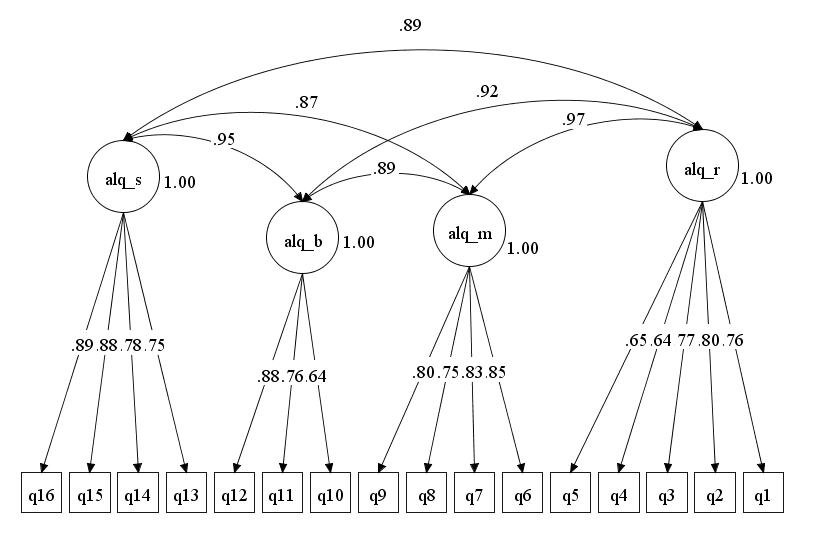 .89
.92
.87
.97
.95
.89
alq_s 1.00
alq_r 1.00
alq_b 1.00
alq_m 1.00
.89 .88 .78 .75
.65 .64 77 .80 .76
.88 .76 .64
.80 .75 .83 .85
q16 q15 q14 q13 q12 q11 q10 q9 q8 q7 q6 q5 q4 q3 q2 q1